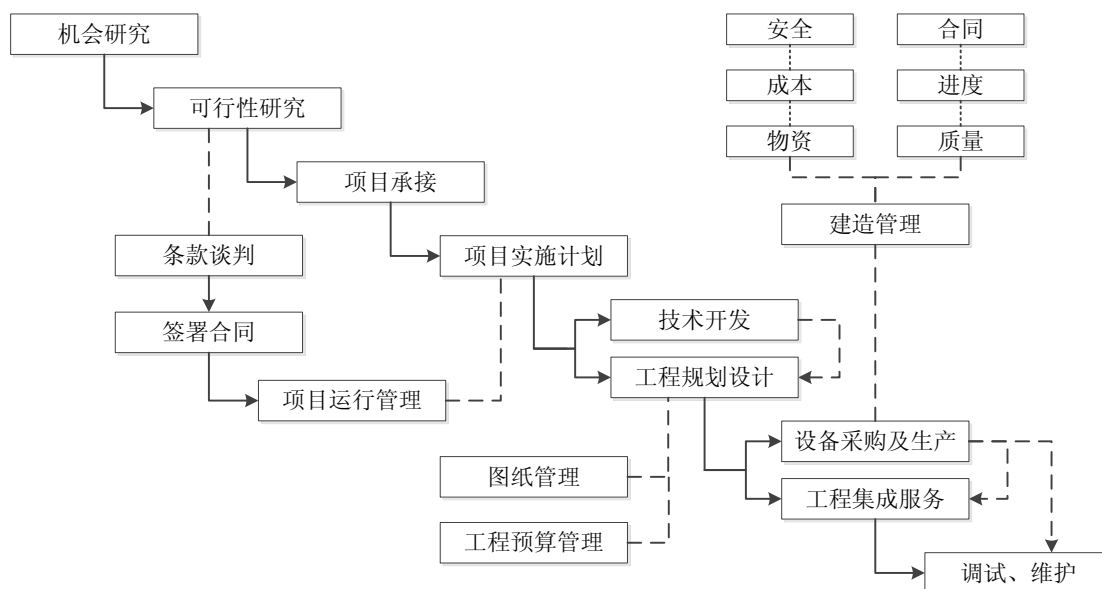 机会研究
安全
合同
成本
进度
可行性研究
物资
质量
项目承接
建造管理
条款谈判
项目实施计划
签署合同
技术开发
工程规划设计
项目运行管理
设备采购及生产
图纸管理
工程集成服务
工程预算管理
调试、维护